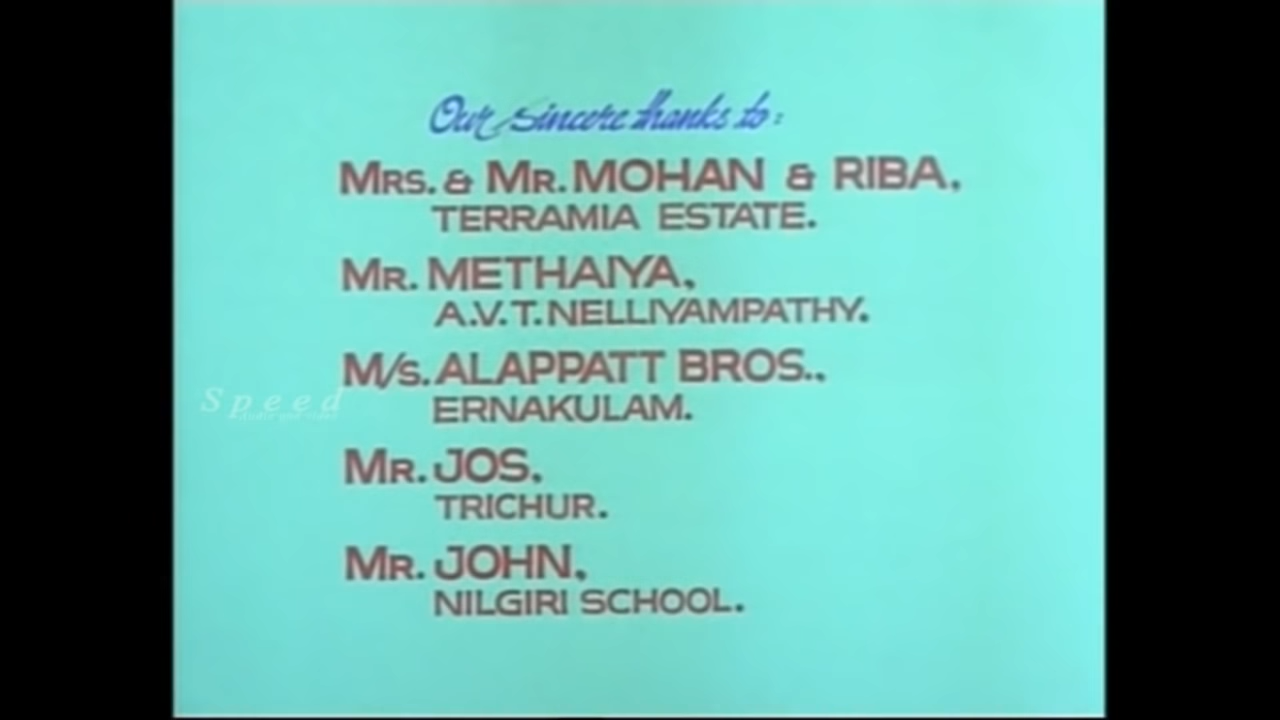 Our sincere thanks to:
MRS. & MR. MOHAN & RIBA,
TERRAMIA ESTATE.
MR. METHAIYA,
A.V.T. NELLIYAMPATHY.
M/S. ALAPPATT BROS.,
ERNAKULAM.
Speed
MR. JOS,
TRICHUR.
MR. JOHN,
NILGIRI SCHOOL.